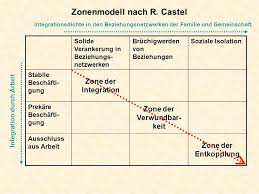 Zonenmodell nach R. Castel
Integrationsdichte in den Beziehungsnetzwerken der Familie und Gemeinschaft
Solide
Verankerung in
Beziehungs-
netzwerken
Brüchigwerden
von
Beziehungen
Soziale Isolation
Integration durch Arbeit
Stabile
Beschäfti-
gung
Zone der
Integration
Prekäre
Beschäfti-
gung
Zone der
Verwundbar-
keit
Ausschluss
aus Arbeit
Zone der
Entkopplung